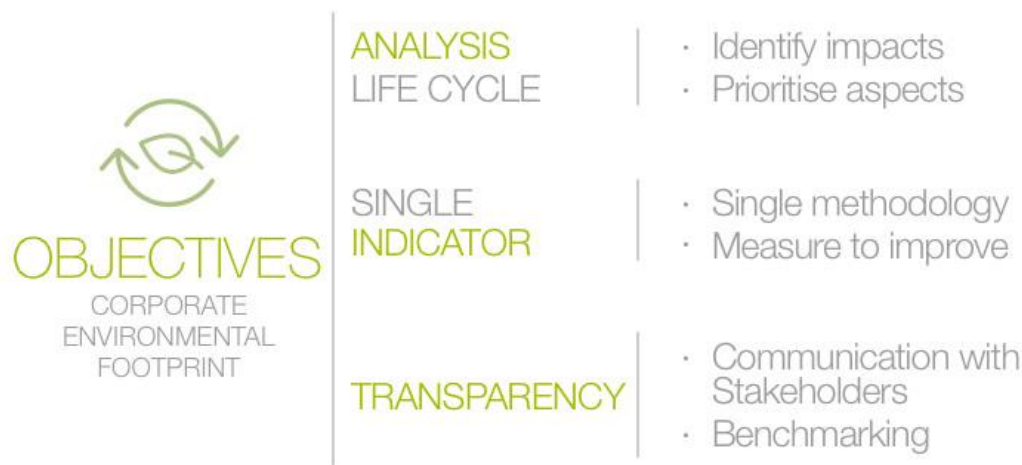 OBJECTIVES
CORPORATE
ENVIRONMENTAL
FOOTPRINT
ANALYSIS
LIFE CYCLE
· Identify impacts
· Prioritise aspects
SINGLE
INDICATOR
· Single methodology
· Measure to improve
TRANSPARENCY
· Communication with
Stakeholders
· Benchmarking